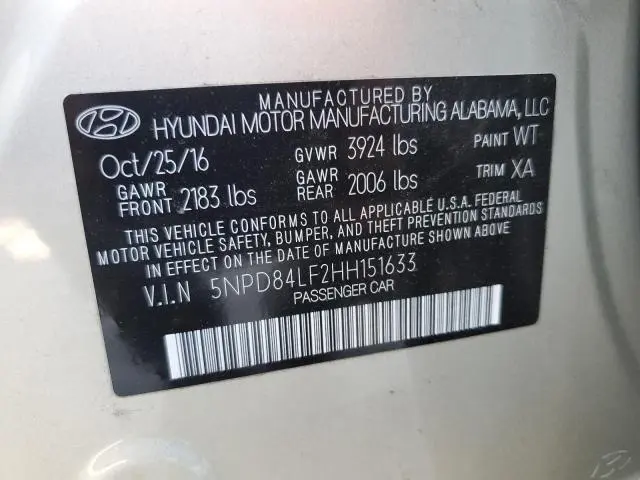 MANUFACTURED BY
HYUNDAI MOTOR MANUFACTURING ALABAMA, LLC
Oct/25/16 GVWR 3924 lbs PAINT WT
GAWR FRONT 2183 lbs GAWR REAR 2006 lbs TRIM XA
THIS VEHICLE CONFORMS TO ALL APPLICABLE U.S.A. FEDERAL
MOTOR VEHICLE SAFETY, BUMPER, AND THEFT PREVENTION STANDARDS
IN EFFECT ON THE DATE OF MANUFACTURE SHOWN ABOVE
V.I.N 5NPD84LF2HH151633
PASSENGER CAR